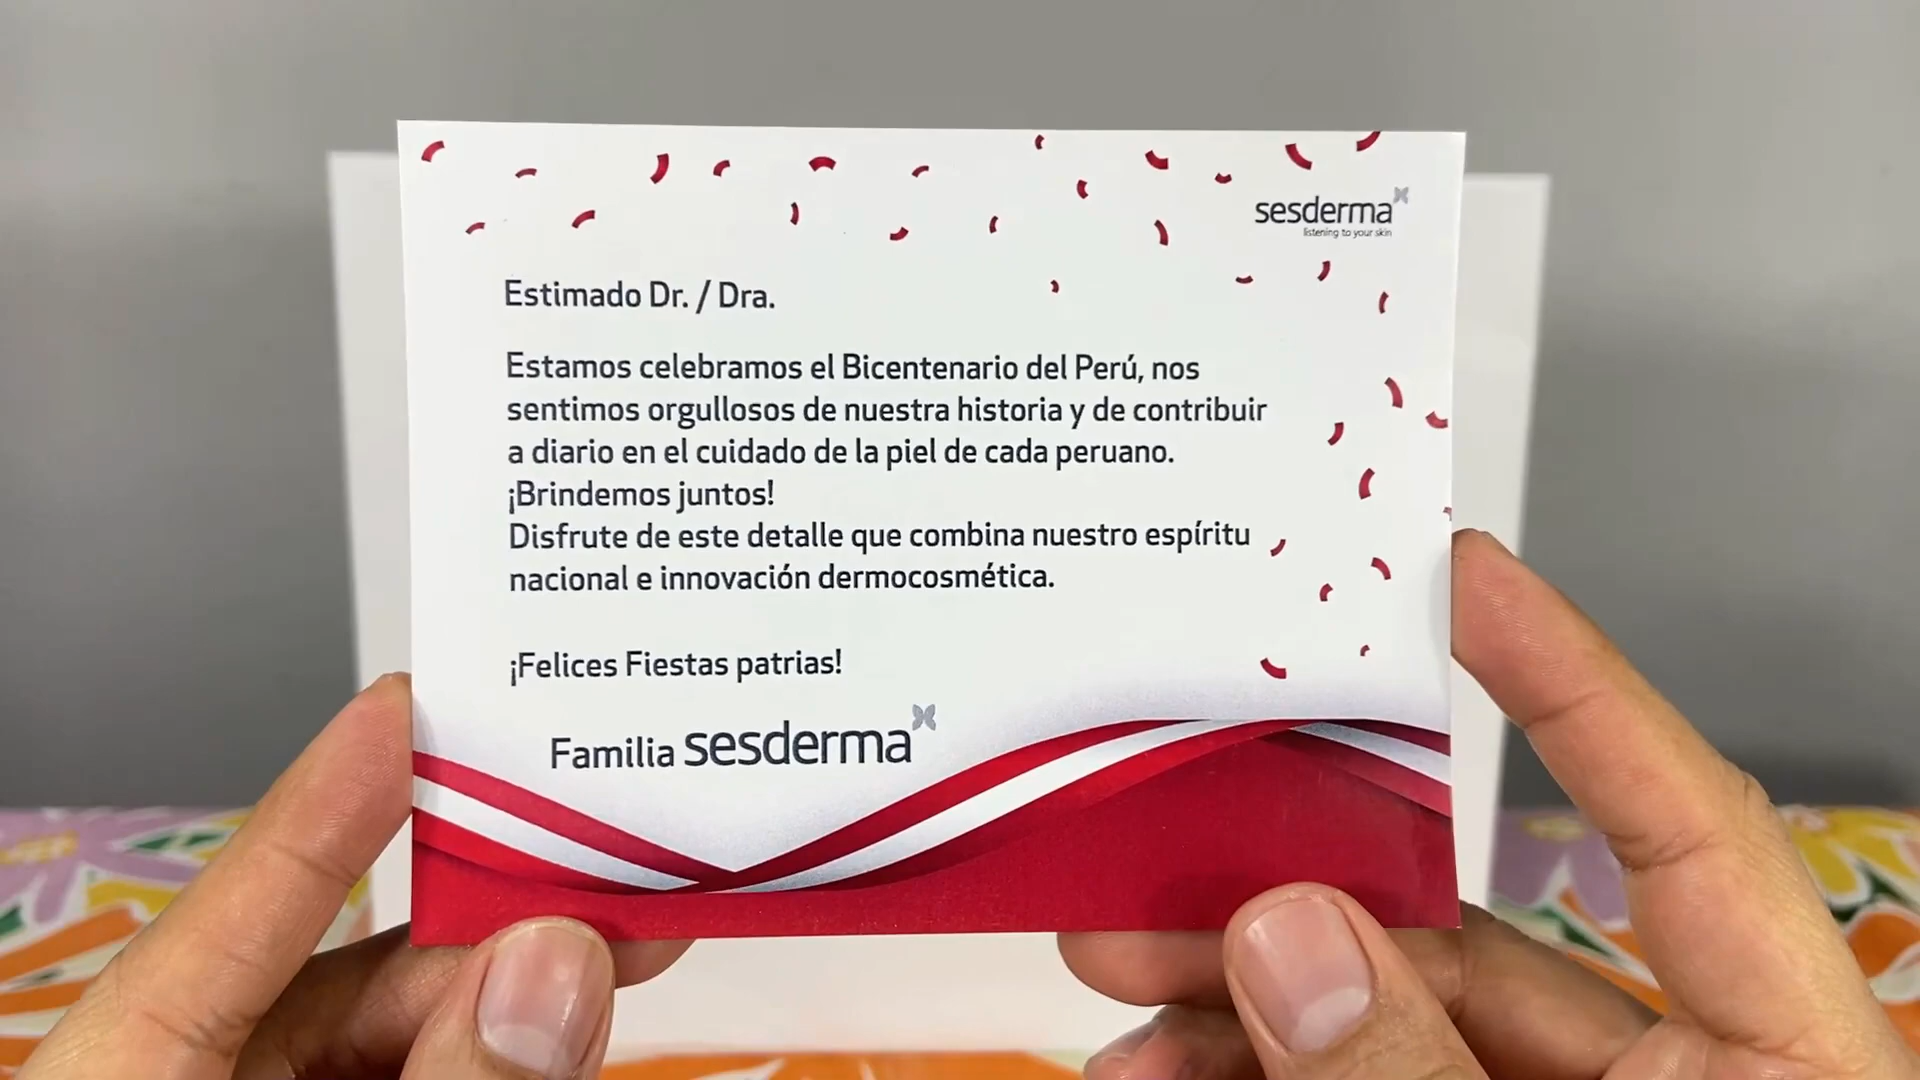 sesderma
listening to your skin
Estimado Dr. / Dra.
Estamos celebramos el Bicentenario del Perú, nos
sentimos orgullosos de nuestra historia y de contribuir
a diario en el cuidado de la piel de cada peruano.
¡Brindemos juntos!
Disfrute de este detalle que combina nuestro espíritu
nacional e innovación dermocosmética.
¡Felices Fiestas patrias!
Familia sesderma